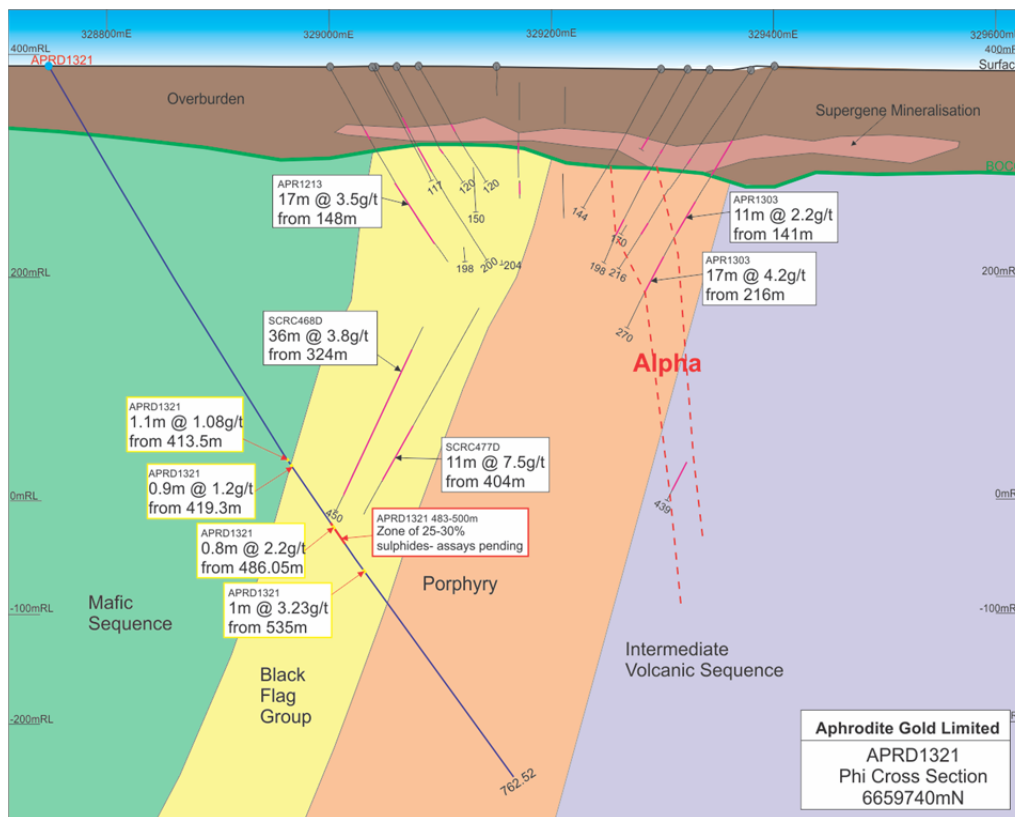 328800mE
329000mE
329200mE
329400mE
329600mE
400mRL
400mRL
APRD1321
Surface
Overburden
Supergene Mineralisation
APR1213
17m @ 3.5g/t
from 148m
117
120
120
150
198
200
204
144
170
198
216
270
APR1303
11m @ 2.2g/t
from 141m
APR1303
17m @ 4.2g/t
from 216m
200mRL
200mRL
SCRC468D
36m @ 3.8g/t
from 324m
Alpha
APRD1321
1.1m @ 1.08g/t
from 413.5m
SCRC477D
11m @ 7.5g/t
from 404m
APRD1321
0.9m @ 1.2g/t
from 419.3m
0mRL
0mRL
450
439
APRD1321 483-500m
Zone of 25-30%
sulphides- assays pending
APRD1321
0.8m @ 2.2g/t
from 486.05m
APRD1321
1m @ 3.23g/t
from 535m
Porphyry
Mafic
Sequence
-100mRL
-100mRL
Intermediate
Volcanic Sequence
Black
Flag
Group
-200mRL
762.52
Aphrodite Gold Limited
APRD1321
Phi Cross Section
6659740mN